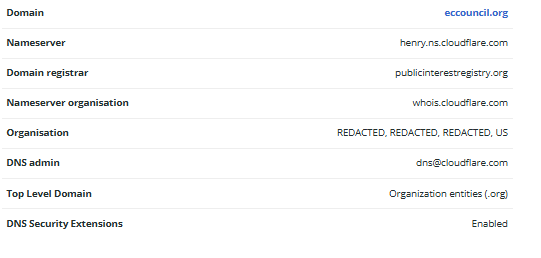 Domain eccouncil.org
Nameserver henry.ns.cloudflare.com
Domain registrar publicinterestregistry.org
Nameserver organisation whois.cloudflare.com
Organisation REDACTED, REDACTED, REDACTED, US
DNS admin dns@cloudflare.com
Top Level Domain Organization entities (.org)
DNS Security Extensions Enabled